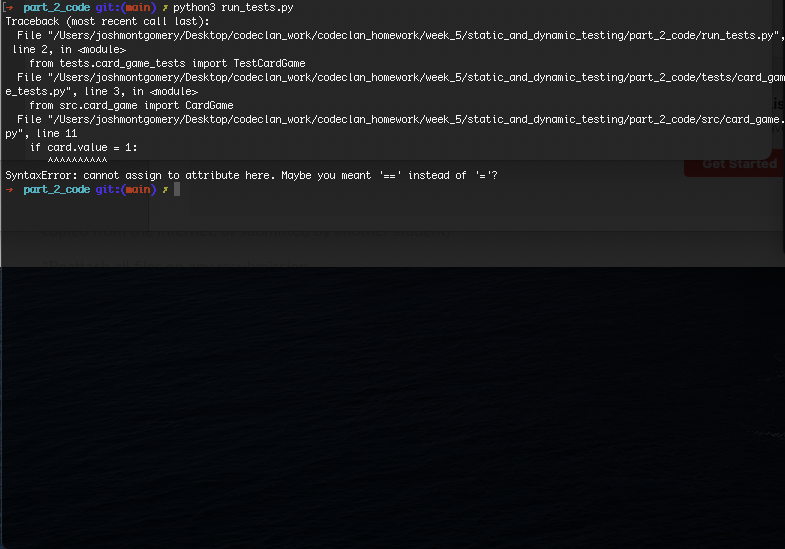 [➜  part_2_code git:(main) ✗ python3 run_tests.py
Traceback (most recent call last):
  File "/Users/joshmontgomery/Desktop/codeclan_work/codeclan_homework/week_5/static_and_dynamic_testing/part_2_code/run_tests.py",
 line 2, in <module>
    from tests.card_game_tests import TestCardGame
  File "/Users/joshmontgomery/Desktop/codeclan_work/codeclan_homework/week_5/static_and_dynamic_testing/part_2_code/tests/card_gam
e_tests.py", line 3, in <module>
    from src.card_game import CardGame
  File "/Users/joshmontgomery/Desktop/codeclan_work/codeclan_homework/week_5/static_and_dynamic_testing/part_2_code/src/card_game.
py", line 11
    if card.value = 1:
       ^^^^^^^^^^
Get Started
SyntaxError: cannot assign to attribute here. Maybe you meant '==' instead of '='?
➜  part_2_code git:(main) ✗